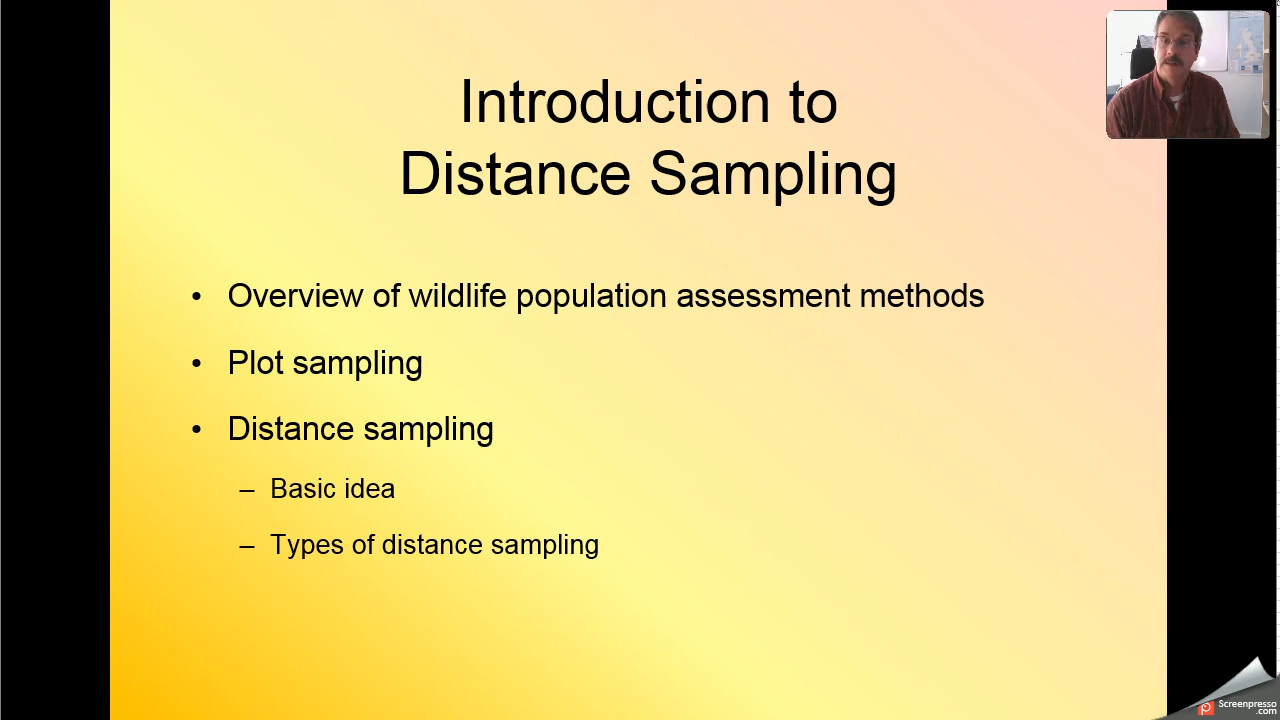 Introduction to
Distance Sampling
• Overview of wildlife population assessment methods
• Plot sampling
• Distance sampling
– Basic idea
– Types of distance sampling
Screenpresso
.com